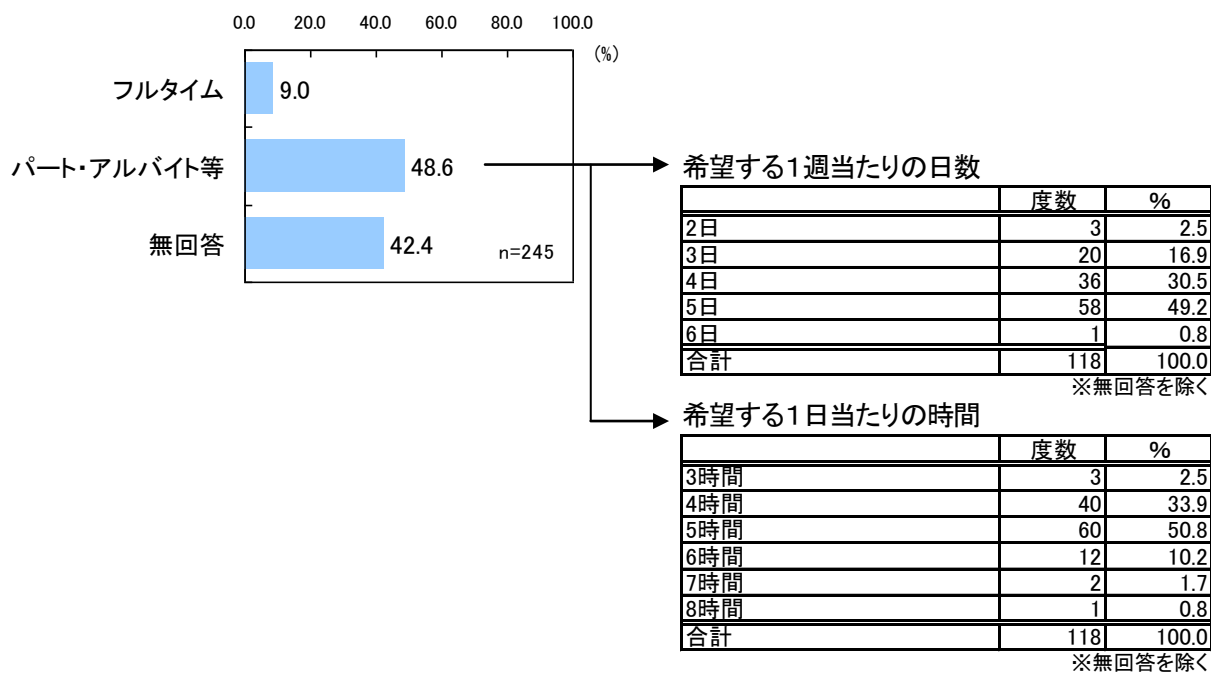 0.0 20.0 40.0 60.0 80.0 100.0
(%)
フルタイム 9.0
パート・アルバイト等 48.6
無回答 42.4 n=245
希望する1週当たりの日数
度数 %
2日 3 2.5
3日 20 16.9
4日 36 30.5
5日 58 49.2
6日 1 0.8
合計 118 100.0
※無回答を除く
希望する1日当たりの時間
度数 %
3時間 3 2.5
4時間 40 33.9
5時間 60 50.8
6時間 12 10.2
7時間 2 1.7
8時間 1 0.8
合計 118 100.0
※無回答を除く